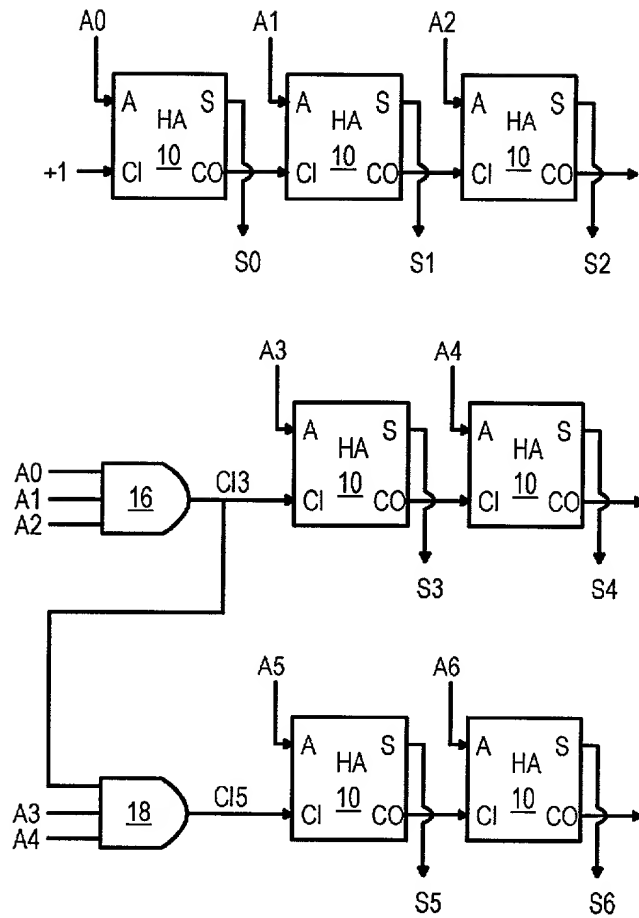 A0 A1 A2
A S A S A S
HA HA HA
10 10 10
+1 CI CO CI CO CI CO
S0 S1 S2
A3 A4
A S A S
HA HA
A0 CI3 10 10
A1 16 CI CO CI CO
A2
S3 S4
A5 A6
A S A S
HA HA
CI5 10 10
A3 18 CI CO CI CO
A4
S5 S6